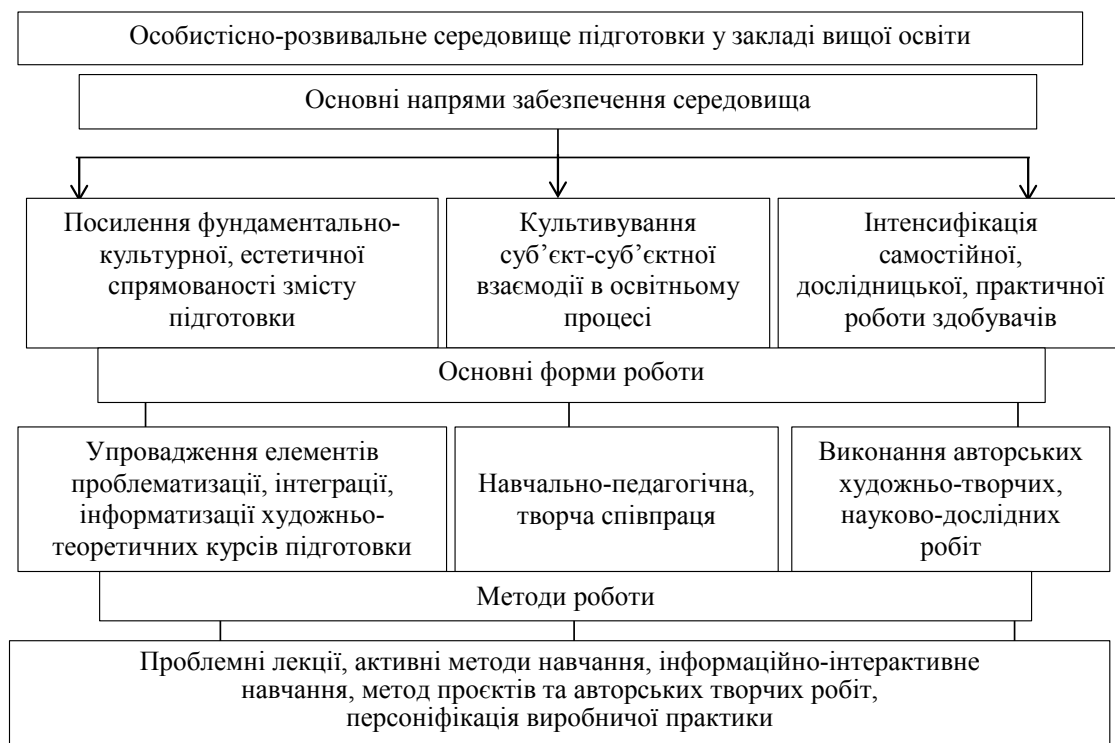 Особистісно-розвивальне середовище підготовки у закладі вищої освіти
Основні напрями забезпечення середовища
Посилення фундаментально-
культурної, естетичної
спрямованості змісту
підготовки
Культивування
суб’єкт-суб’єктної
взаємодії в освітньому
процесі
Інтенсифікація
самостійної,
дослідницької, практичної
роботи здобувачів
Основні форми роботи
Упровадження елементів
проблематизації, інтеграції,
інформатизації художньо-
теоретичних курсів підготовки
Навчально-педагогічна,
творча співпраця
Виконання авторських
художньо-творчих,
науково-дослідних
робіт
Методи роботи
Проблемні лекції, активні методи навчання, інформаційно-інтерактивне
навчання, метод проєктів та авторських творчих робіт,
персоніфікація виробничої практики